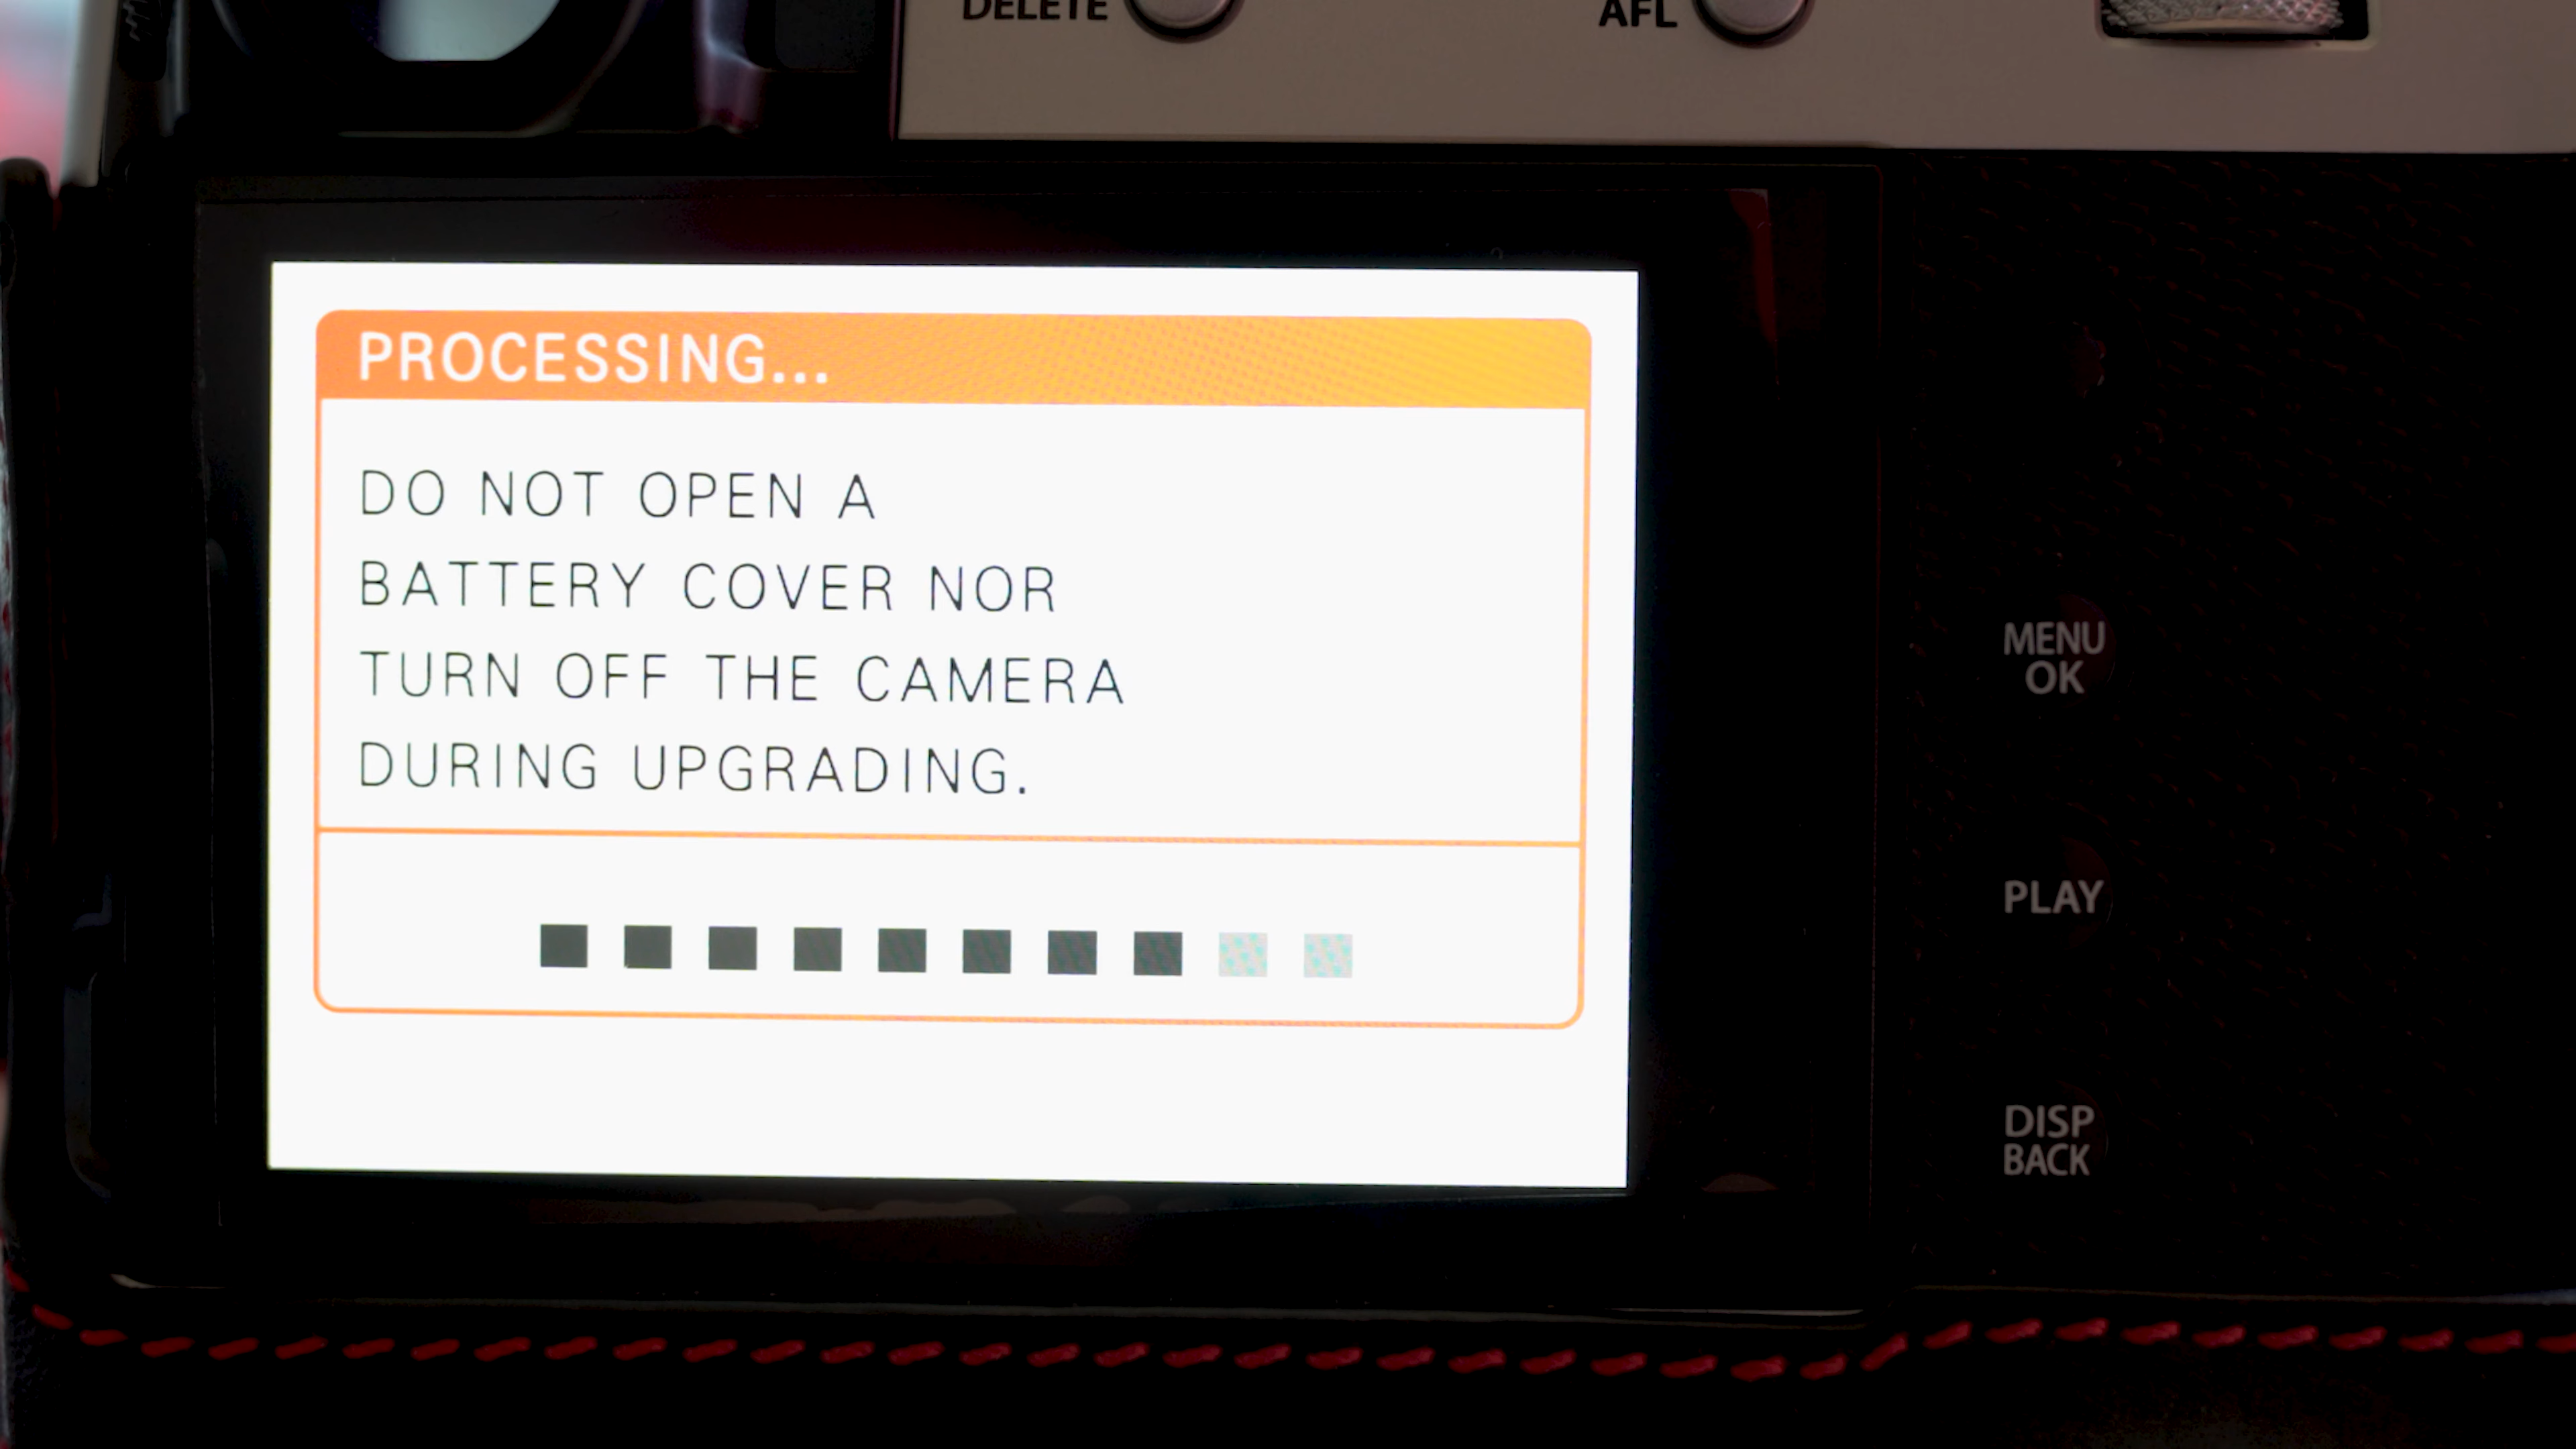 DELETE
AFL
PROCESSING...
DO NOT OPEN A
BATTERY COVER NOR
TURN OFF THE CAMERA
DURING UPGRADING.
MENU
OK
PLAY
DISP
BACK